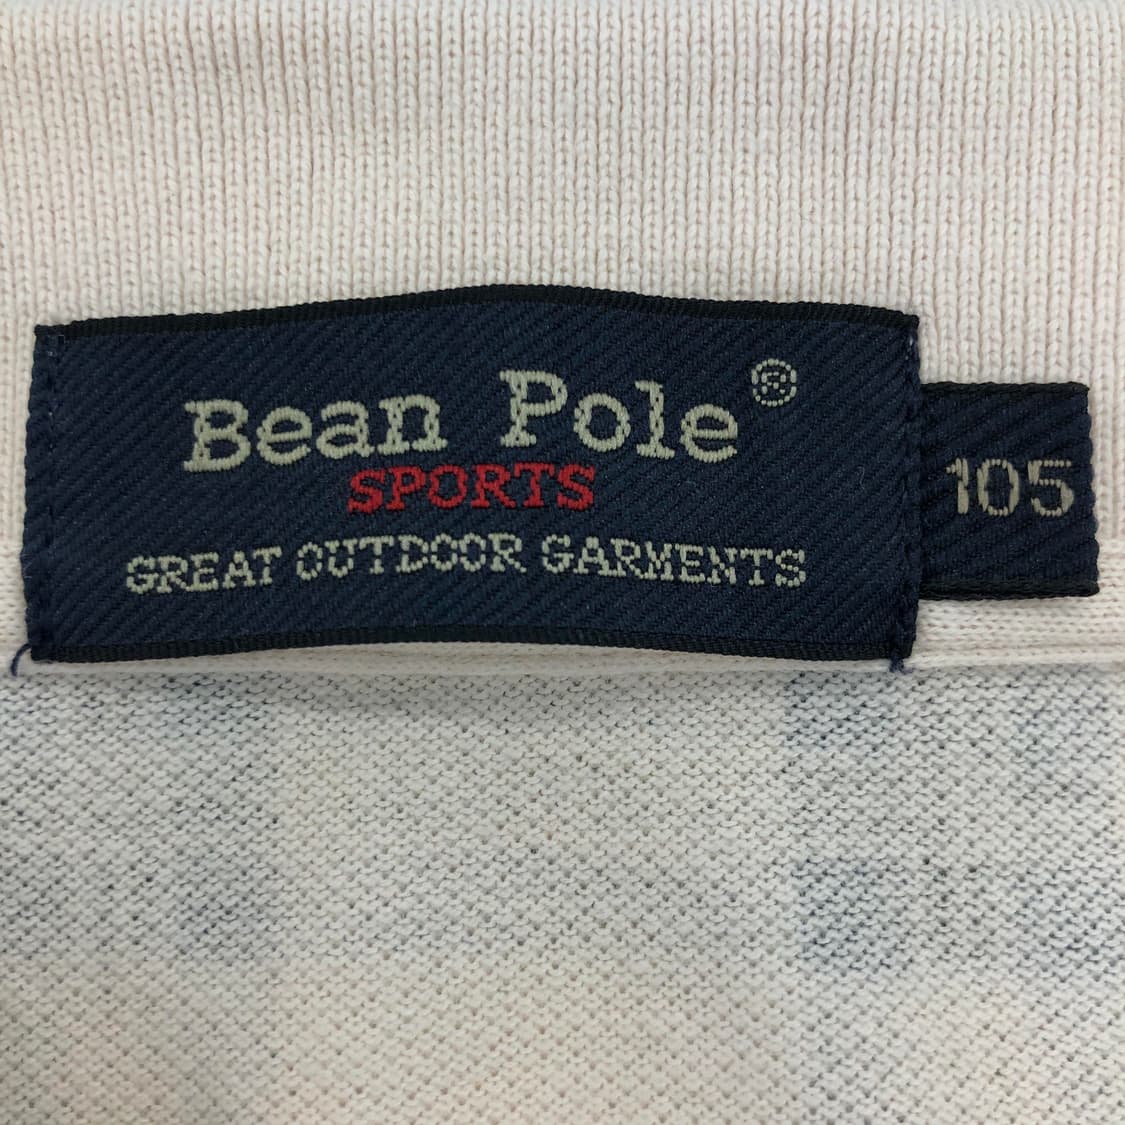 Bean Pole®
SPORTS
GREAT OUTDOOR GARMENTS
105